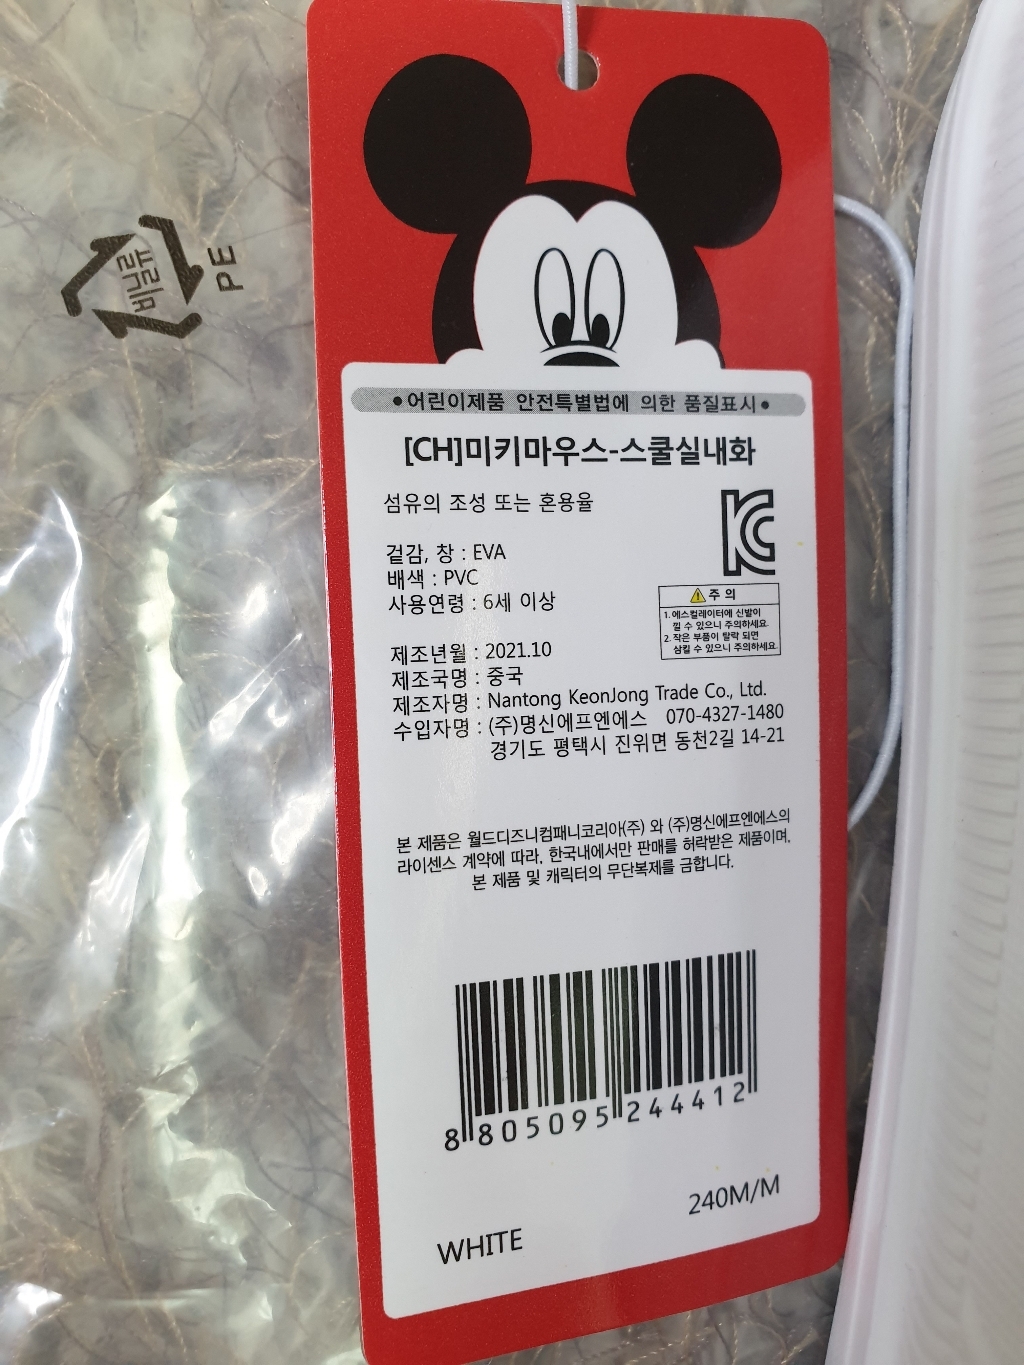 비닐류
PE
•어린이제품 안전특별법에 의한 품질표시•
[CH]미키마우스-스쿨실내화
섬유의 조성 또는 혼용율
겉감, 창 : EVA
배색 : PVC
사용연령 : 6세 이상
KC
주 의
1. 에스컬레이터에 신발이
낄 수 있으니 주의하세요.
2. 작은 부품이 탈락 되면
삼킬 수 있으니 주의하세요.
제조년월 : 2021.10
제조국명 : 중국
제조자명 : Nantong KeonJong Trade Co., Ltd.
수입자명 : (주)명신에프엔에스 070-4327-1480
경기도 평택시 진위면 동천2길 14-21
본 제품은 월드디즈니컴패니코리아(주) 와 (주)명신에프엔에스의
라이센스 계약에 따라, 한국내에서만 판매를 허락받은 제품이며,
본 제품 및 캐릭터의 무단복제를 금합니다.
8 805095 244412
240M/M
WHITE